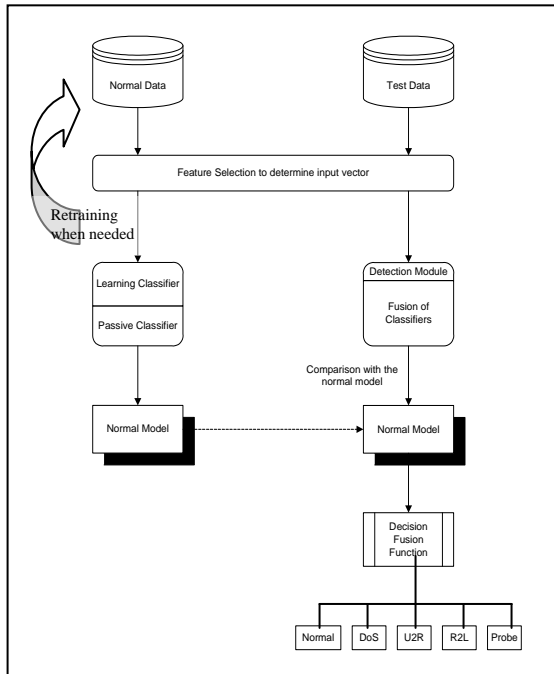 Normal Data
Test Data
Feature Selection to determine input vector
Retraining
when needed
Learning Classifier
Passive Classifier
Detection Module
Fusion of
Classifiers
Comparison with the
normal model
Normal Model
Normal Model
Decision
Fusion
Function
Normal
DoS
U2R
R2L
Probe